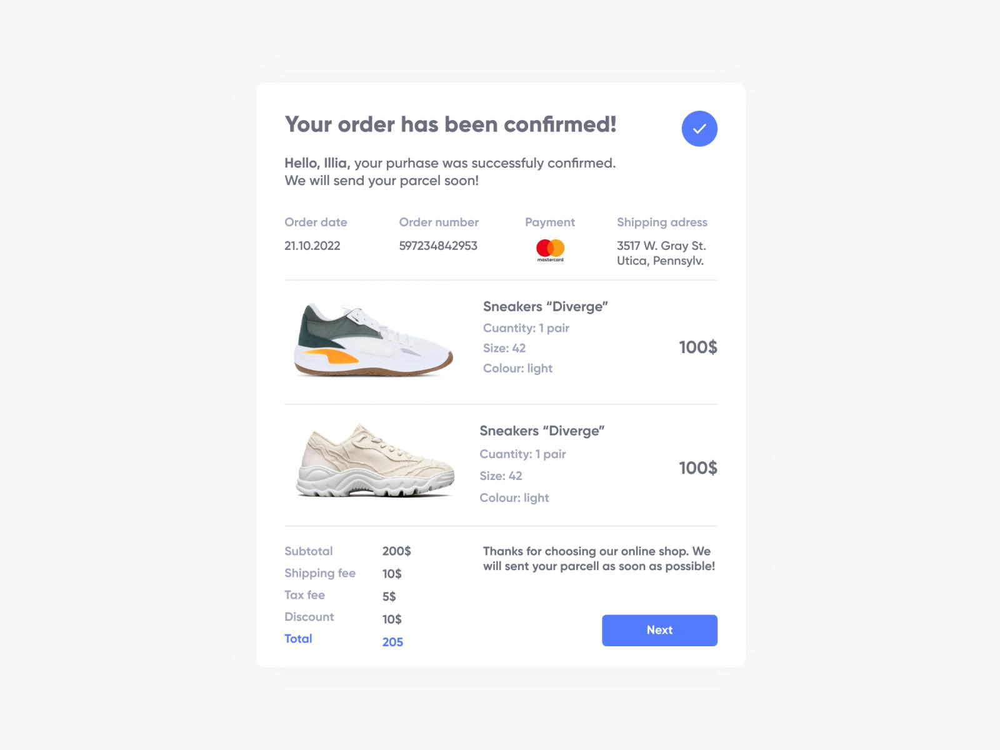 Your order has been confirmed!
Hello, Illia, your purhase was successfuly confirmed.
We will send your parcel soon!
Order date
21.10.2022
Order number
597234842953
Payment
mastercard
Shipping adress
3517 W. Gray St.
Utica, Pennsylv.
Sneakers “Diverge”
Cuantity: 1 pair
Size: 42
Colour: light
100$
Sneakers “Diverge”
Cuantity: 1 pair
Size: 42
Colour: light
100$
Subtotal 200$
Shipping fee 10$
Tax fee 5$
Discount 10$
Total 205
Thanks for choosing our online shop. We
will sent your parcell as soon as possible!
Next